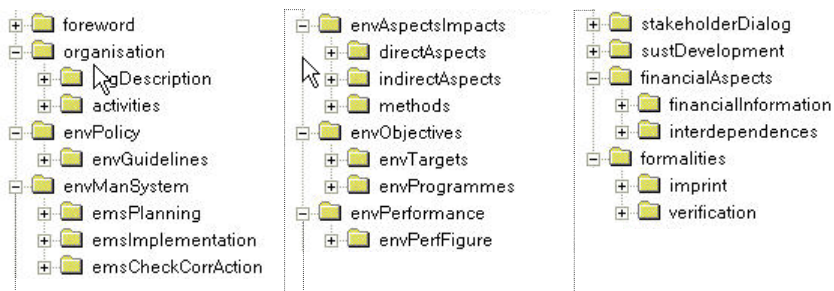 foreword
organisation
gDescription
activities
envPolicy
envGuidelines
envManSystem
emsPlanning
emsImplementation
emsCheckCorrAction
envAspectsImpacts
directAspects
indirectAspects
methods
envObjectives
envTargets
envProgrammes
envPerformance
envPerfFigure
stakeholderDialog
sustDevelopment
financialAspects
financialInformation
interdependences
formalities
imprint
verification